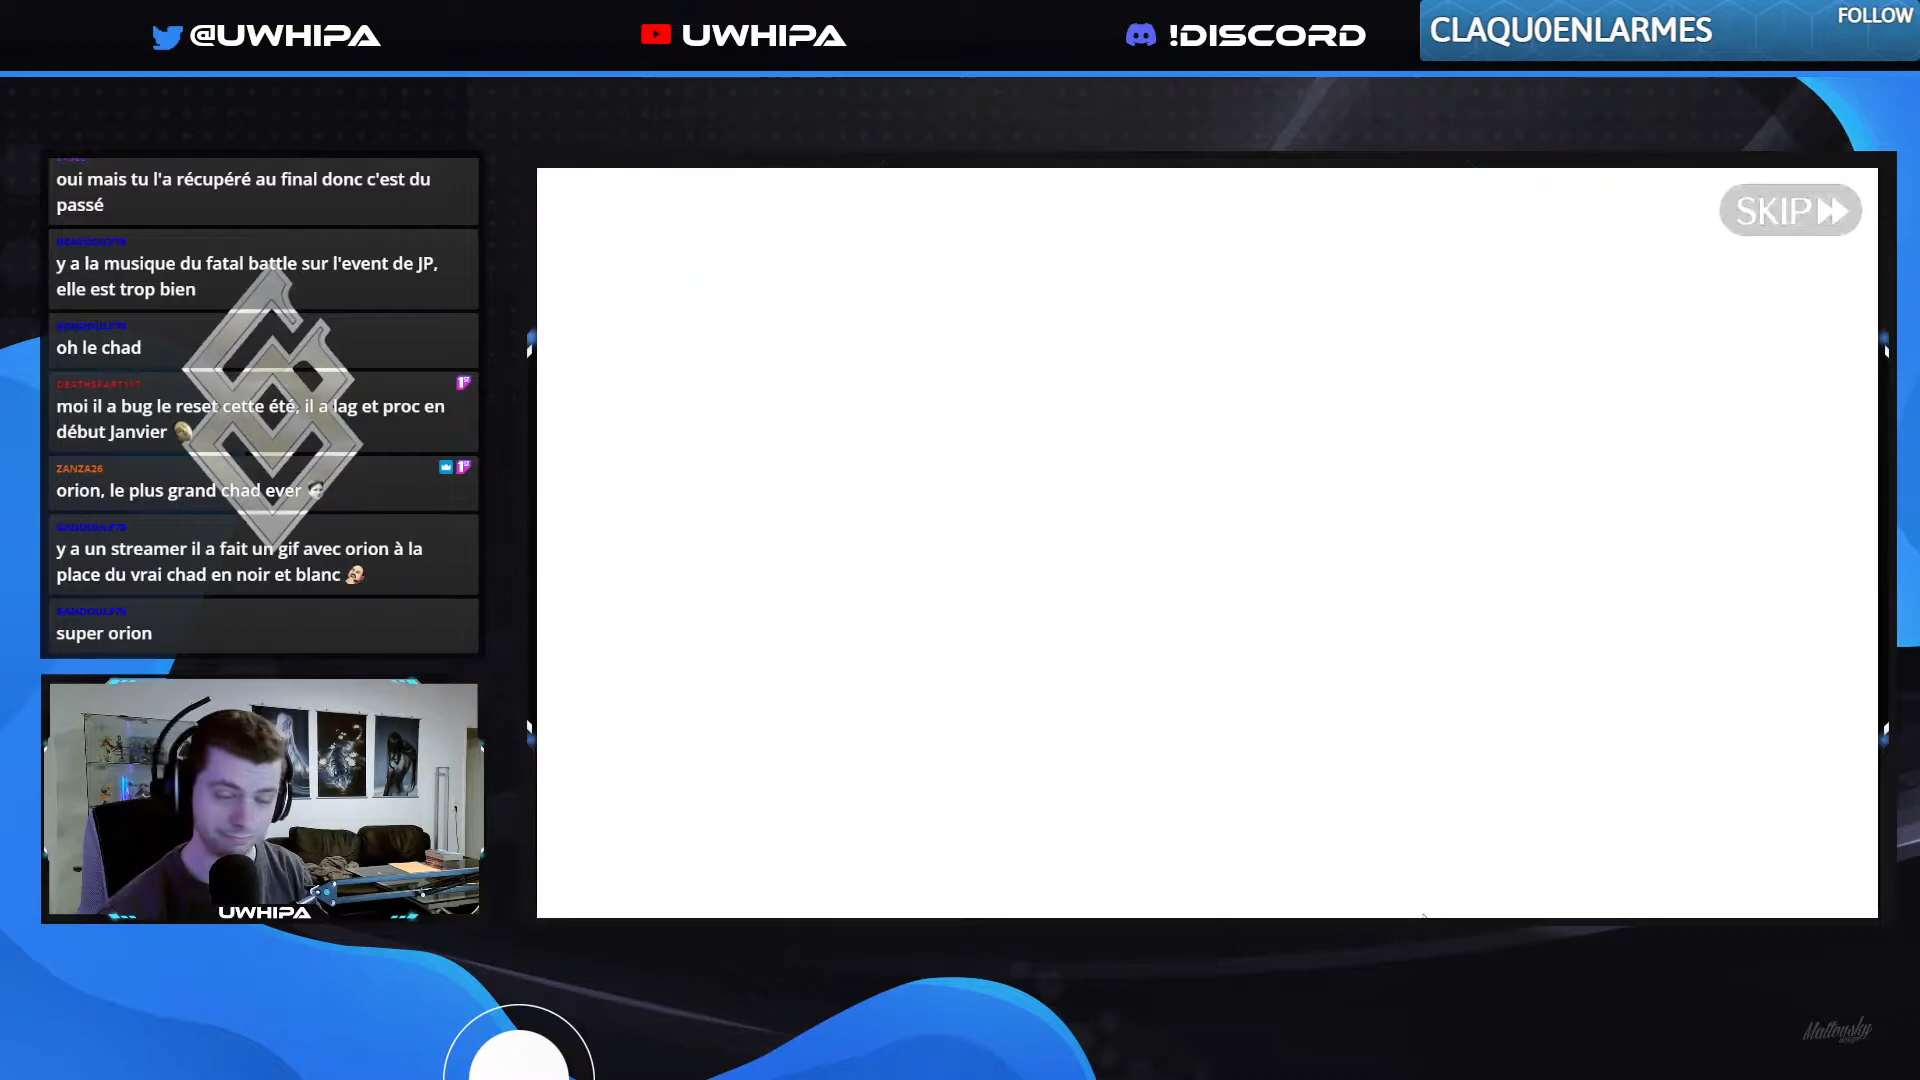 @UWHIPA
UWHIPA
!DISCORD
CLAQU0ENLARMES
FOLLOW
oui mais tu l'a récupéré au final donc c'est du
passé
y a la musique du fatal battle sur l'event de JP,
elle est trop bien
oh le chad
moi il a bug le reset cette été, il a lag et proc en
début Janvier
ZANZA26
orion, le plus grand chad ever
y a un streamer il a fait un gif avec orion à la
place du vrai chad en noir et blanc
super orion
SKIP
UWHIPA
Mattovsky